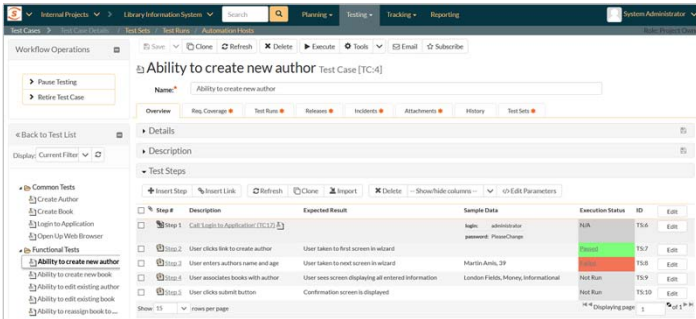 Internal Projects
Library Information System
Search
Planning
Testing
Tracking
Reporting
System Administrator
Test Cases > Test Case Details / Test Sets / Test Runs / Automation Hosts
Workflow Operations
Pause Testing
Retire Test Case
Save Clone Refresh Delete Execute Tools Email Subscribe
Ability to create new author Test Case [TC:4]
Name:* Ability to create new author
Overview Req. Coverage Test Runs Releases Incidents Attachments History Test Sets
« Back to Test List
Display: Current Filter
Common Tests
Create Author
Create Book
Login to Application
Open Up Web Browser
Functional Tests
Ability to create new author
Ability to create new book
Ability to edit existing author
Ability to edit existing book
Ability to reassign book to ...
Details
Description
Test Steps
Insert Step Insert Link Refresh Clone Import Delete -- Show/hide columns -- </> Edit Parameters
Step # Description Expected Result Sample Data Execution Status ID Edit
Step 1 Call 'Login to Application' [TC17] login: administrator N/A TS:6 Edit
password: PleaseChange
Step 2 User clicks link to create author User taken to first screen in wizard Passed TS:7 Edit
Step 3 User enters authors name and age User taken to next screen in wizard Martin Amis, 39 TS:8 Edit
Step 4 User associates books with author User sees screen displaying all entered information London Fields, Money, Informational Not Run TS:9 Edit
Step 5 User clicks submit button Confirmation screen is displayed Not Run TS:10 Edit
Show 15 rows per page Displaying page 1 of 1